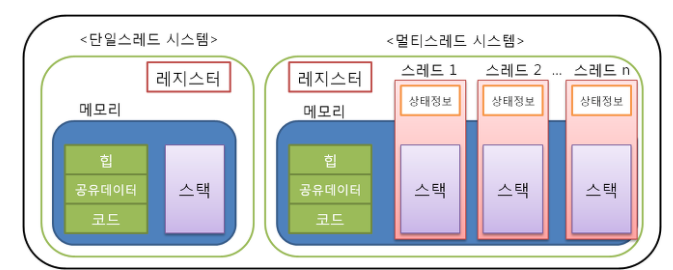 <단일스레드 시스템>
레지스터
메모리
힙
공유데이터
코드
스택
<멀티스레드 시스템>
레지스터
메모리
힙
공유데이터
코드
스레드 1
상태정보
스택
스레드 2
상태정보
스택
...
스레드 n
상태정보
스택